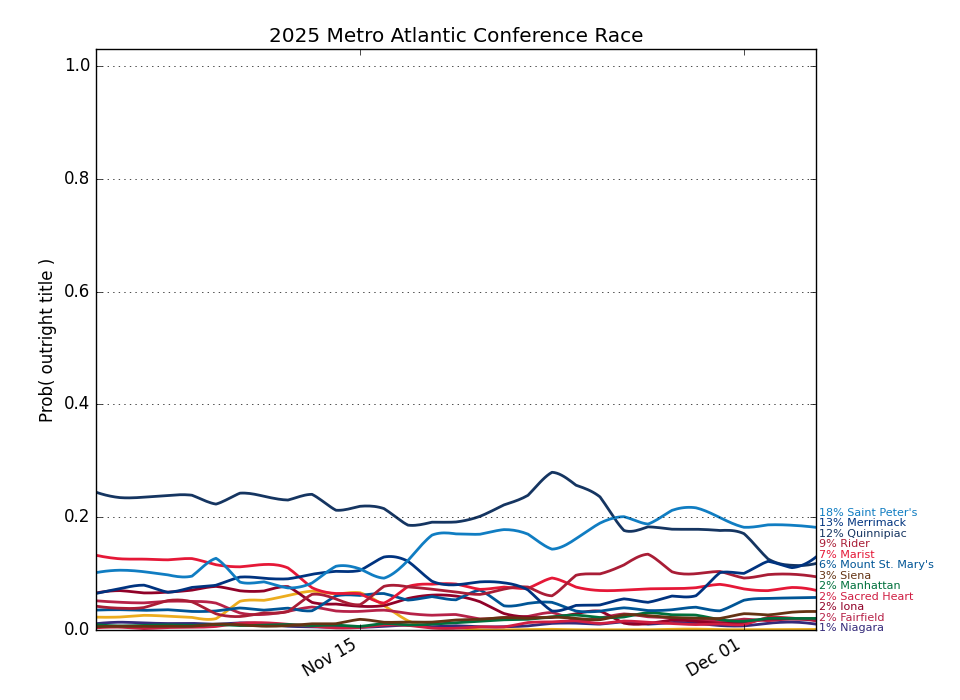 2025 Metro Atlantic Conference Race
1.0
0.8
0.6
0.4
0.2
0.0
Prob( outright title )
Nov 15
Dec 01
18% Saint Peter's
13% Merrimack
12% Quinnipiac
9% Rider
7% Marist
6% Mount St. Mary's
3% Siena
2% Manhattan
2% Sacred Heart
2% Iona
2% Fairfield
1% Niagara